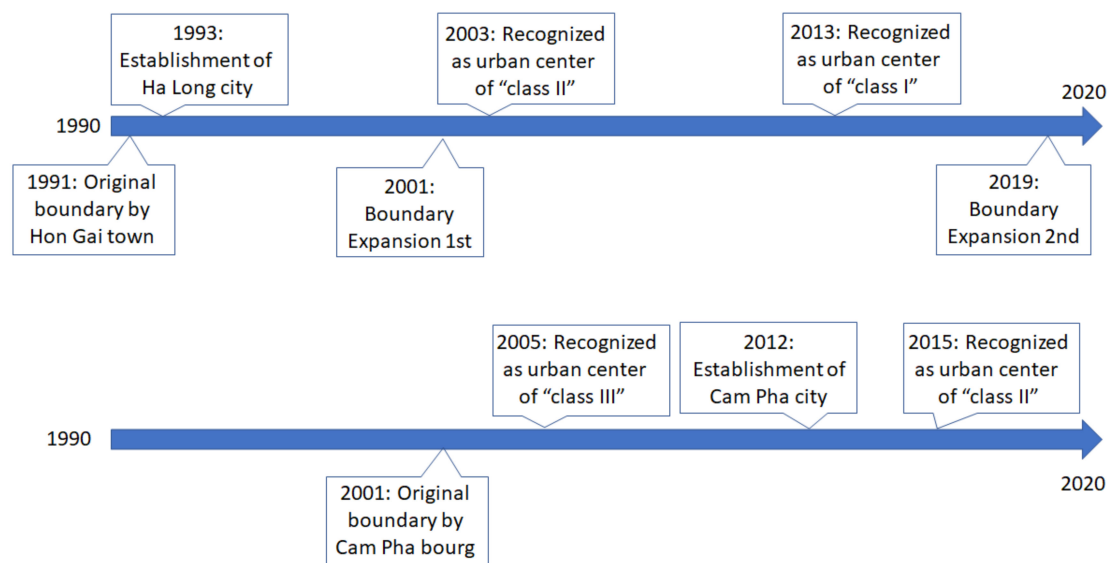 1993:
Establishment of
Ha Long city
2003: Recognized
as urban center
of “class II”
2013: Recognized
as urban center
of “class I”
2020
1990
1991: Original
boundary by
Hon Gai town
2001:
Boundary
Expansion 1st
2019:
Boundary
Expansion 2nd
2005: Recognized
as urban center
of “class III”
2012:
Establishment of
Cam Pha city
2015: Recognized
as urban center
of “class II”
1990
2020
2001: Original
boundary by
Cam Pha bourg